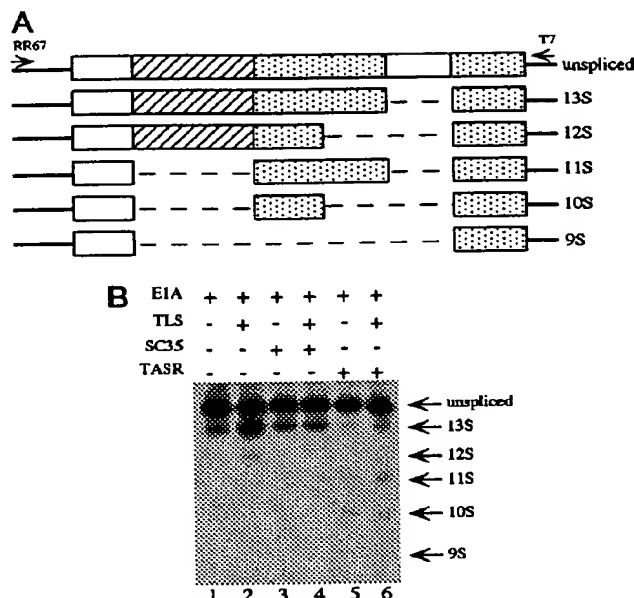 A
RR67
T7
unspliced
13S
12S
11S
10S
9S
B
E1A + + + + + +
TLS - + - + - +
SC35 - - + + - -
TASR - - - - + +
unspliced
13S
12S
11S
10S
9S
1 2 3 4 5 6